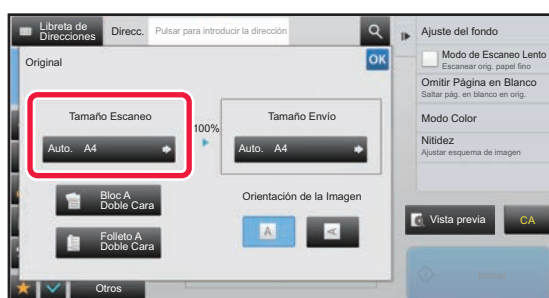 Libreta de
Direcciones
Direcc.
Pulsar para introducir la dirección
Original
OK
Tamaño Escaneo
Auto. A4
100%
Tamaño Envío
Auto. A4
Bloc A
Doble Cara
Folleto A
Doble Cara
Orientación de la Imagen
A
A
Otros
Ajuste del fondo
Modo de Escaneo Lento
Escanear orig. papel fino
Omitir Página en Blanco
Saltar pág. en blanco en orig.
Modo Color
Nitidez
Ajustar esquema de imagen
Vista previa
CA